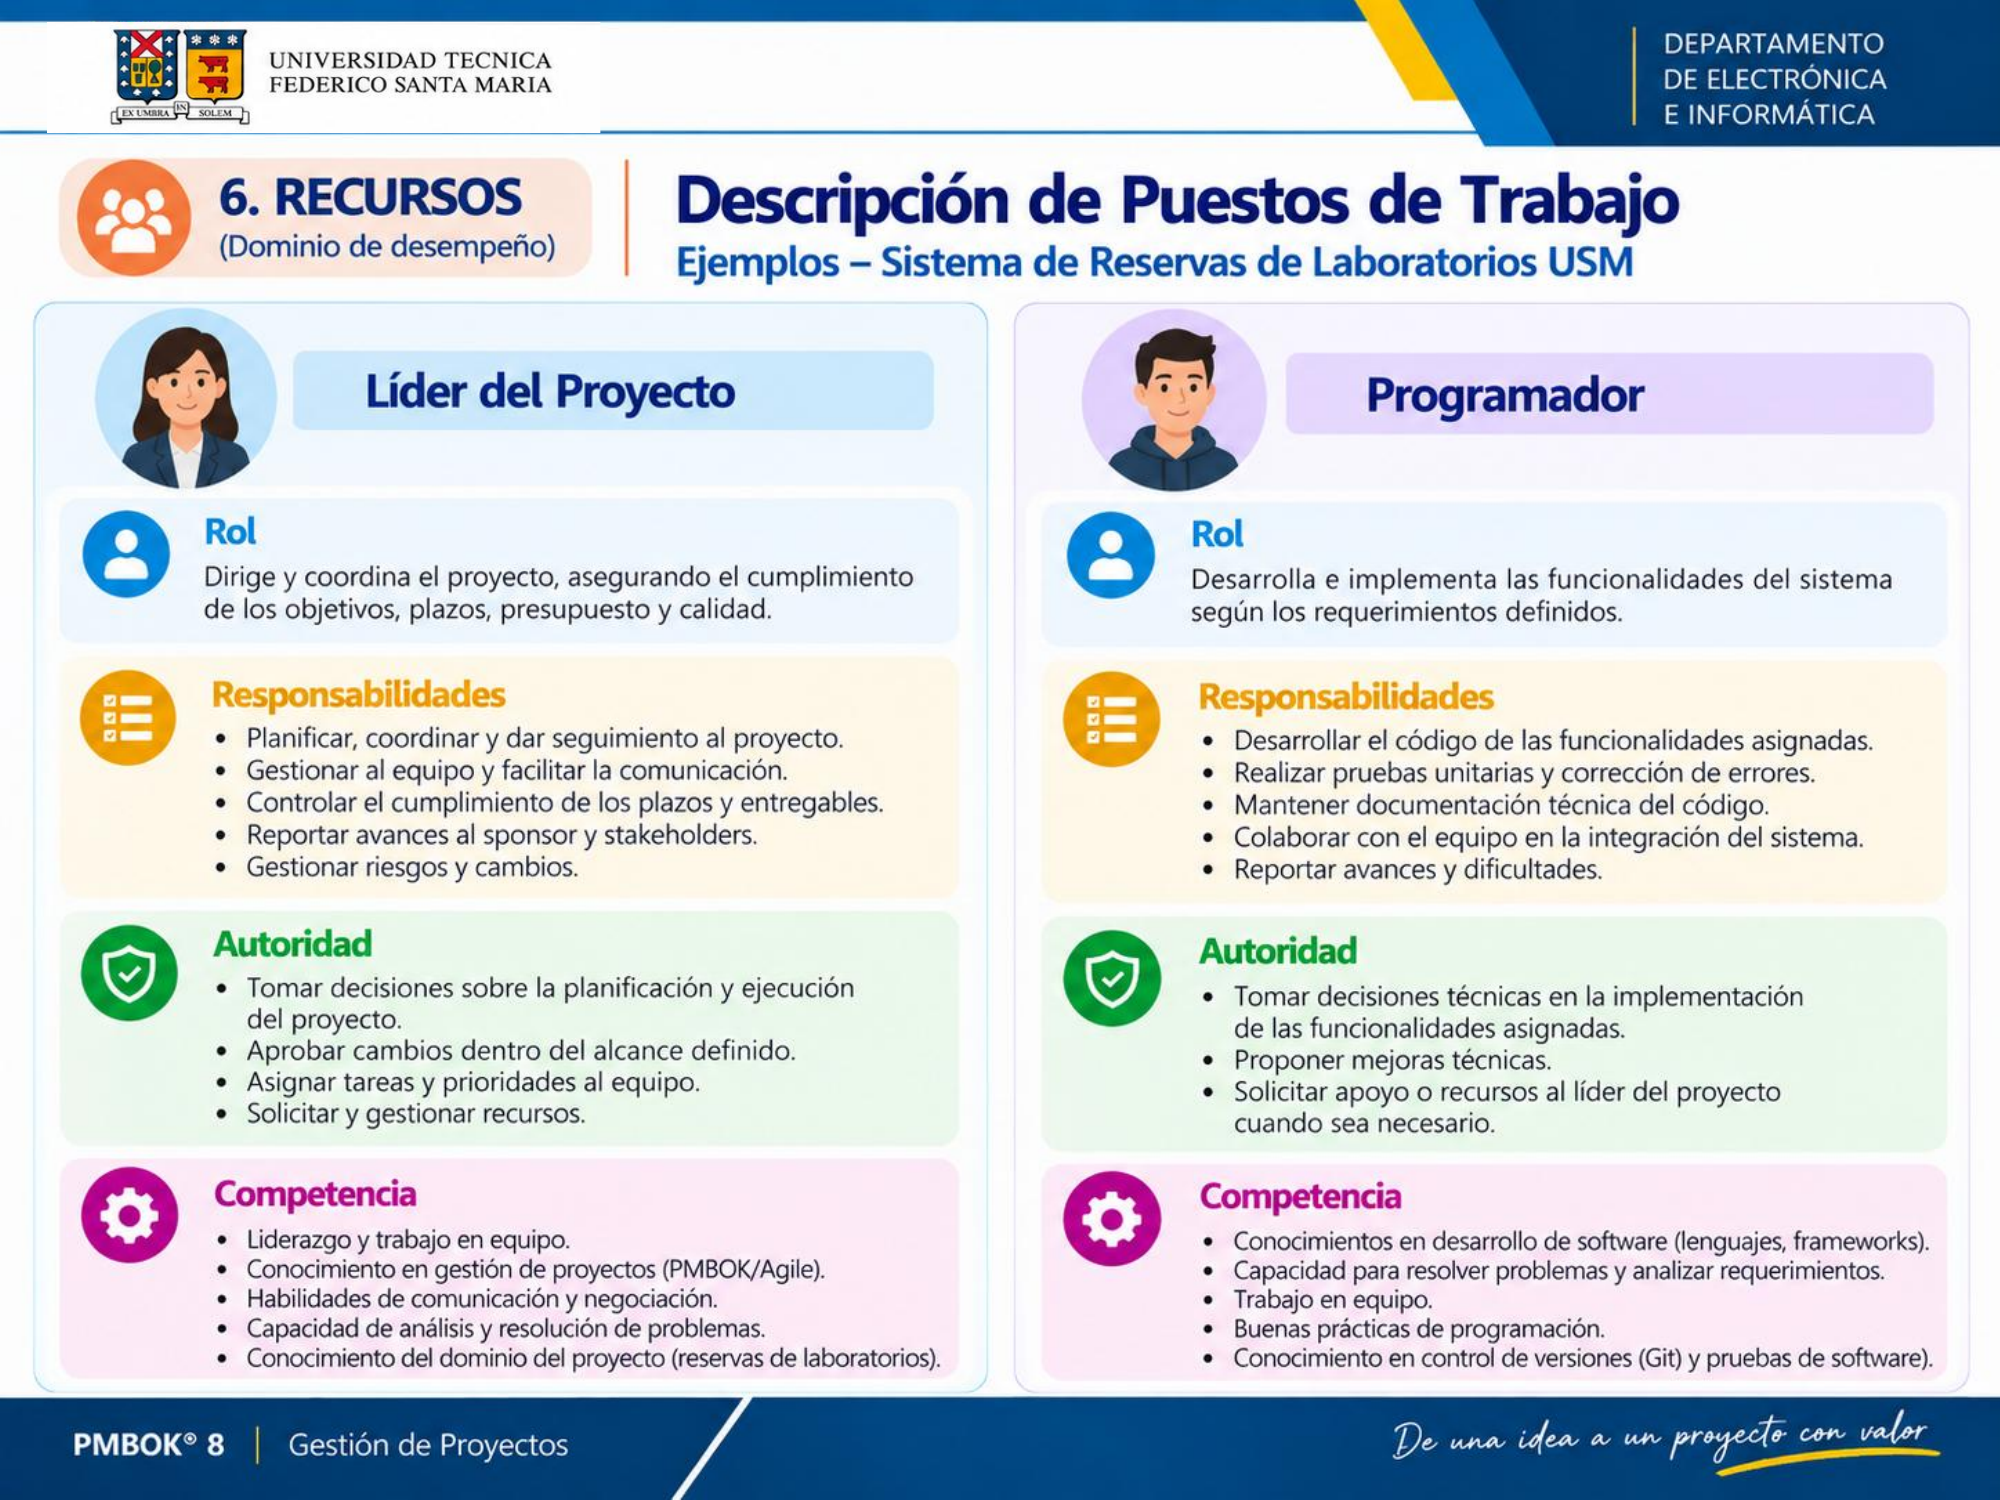 UNIVERSIDAD TECNICA
FEDERICO SANTA MARIA
EX UMBRA IN SOLEM
DEPARTAMENTO
DE ELECTRÓNICA
E INFORMÁTICA
6. RECURSOS
(Dominio de desempeño)
Descripción de Puestos de Trabajo
Ejemplos – Sistema de Reservas de Laboratorios USM
Líder del Proyecto
Rol
Dirige y coordina el proyecto, asegurando el cumplimiento
de los objetivos, plazos, presupuesto y calidad.
Responsabilidades
• Planificar, coordinar y dar seguimiento al proyecto.
• Gestionar al equipo y facilitar la comunicación.
• Controlar el cumplimiento de los plazos y entregables.
• Reportar avances al sponsor y stakeholders.
• Gestionar riesgos y cambios.
Autoridad
• Tomar decisiones sobre la planificación y ejecución
del proyecto.
• Aprobar cambios dentro del alcance definido.
• Asignar tareas y prioridades al equipo.
• Solicitar y gestionar recursos.
Competencia
• Liderazgo y trabajo en equipo.
• Conocimiento en gestión de proyectos (PMBOK/Agile).
• Habilidades de comunicación y negociación.
• Capacidad de análisis y resolución de problemas.
• Conocimiento del dominio del proyecto (reservas de laboratorios).
Programador
Rol
Desarrolla e implementa las funcionalidades del sistema
según los requerimientos definidos.
Responsabilidades
• Desarrollar el código de las funcionalidades asignadas.
• Realizar pruebas unitarias y corrección de errores.
• Mantener documentación técnica del código.
• Colaborar con el equipo en la integración del sistema.
• Reportar avances y dificultades.
Autoridad
• Tomar decisiones técnicas en la implementación
de las funcionalidades asignadas.
• Proponer mejoras técnicas.
• Solicitar apoyo o recursos al líder del proyecto
cuando sea necesario.
Competencia
• Conocimientos en desarrollo de software (lenguajes, frameworks).
• Capacidad para resolver problemas y analizar requerimientos.
• Trabajo en equipo.
• Buenas prácticas de programación.
• Conocimiento en control de versiones (Git) y pruebas de software).
PMBOK® 8
Gestión de Proyectos
De una idea a un proyecto con valor